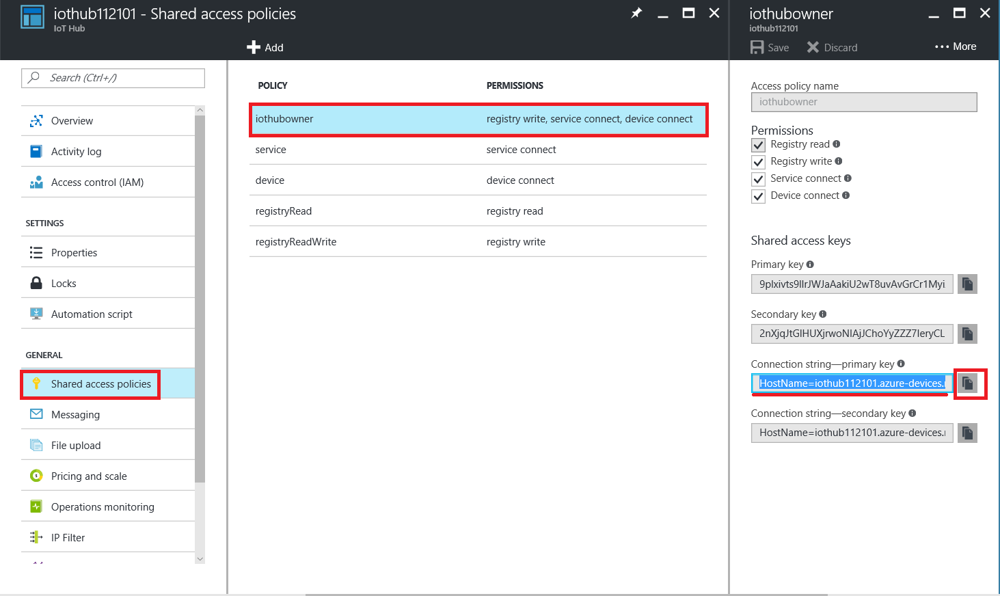 iothub112101 - Shared access policies
IoT Hub
Add
Search (Ctrl+/)
Overview
Activity log
Access control (IAM)
SETTINGS
Properties
Locks
Automation script
GENERAL
Shared access policies
Messaging
File upload
Pricing and scale
Operations monitoring
IP Filter
POLICY PERMISSIONS
iothubowner registry write, service connect, device connect
service service connect
device device connect
registryRead registry read
registryReadWrite registry write
iothubowner
iothub112101
Save Discard More
Access policy name
iothubowner
Permissions
Registry read
Registry write
Service connect
Device connect
Shared access keys
Primary key
Secondary key
Connection string—primary key
HostName=iothub112101.azure-devices.
Connection string—secondary key
HostName=iothub112101.azure-devices.